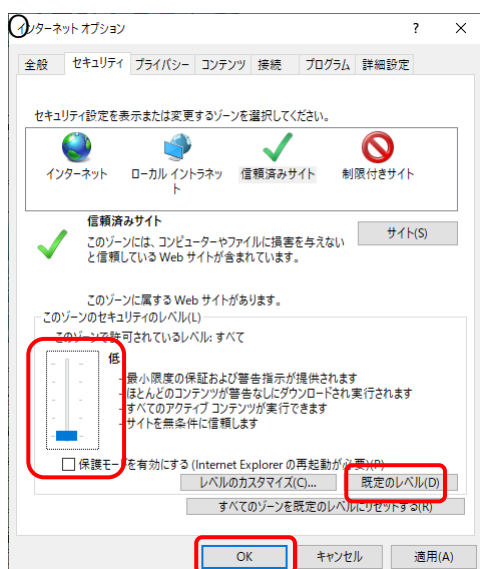 インターネット オプション ? ×
全般 セキュリティ プライバシー コンテンツ 接続 プログラム 詳細設定
セキュリティ設定を表示または変更するゾーンを選択してください。
インターネット ローカル イントラネット 信頼済みサイト 制限付きサイト
信頼済みサイト
サイト(S)
このゾーンには、コンピューターやファイルに損害を与えない
と信頼している Web サイトが含まれています。
このゾーンに属する Web サイトがあります。
このゾーンのセキュリティのレベル(L)
このゾーンで許可されているレベル: すべて
低
- 最小限度の保証および警告指示が提供されます
- ほとんどのコンテンツが警告なしにダウンロードされ実行されます
- すべてのアクティブ コンテンツが実行できます
- サイトを無条件に信頼します
保護モードを有効にする (Internet Explorer の再起動が必要)(P)
レベルのカスタマイズ(C)... 既定のレベル(D)
すべてのゾーンを既定のレベルにリセットする(R)
OK キャンセル 適用(A)